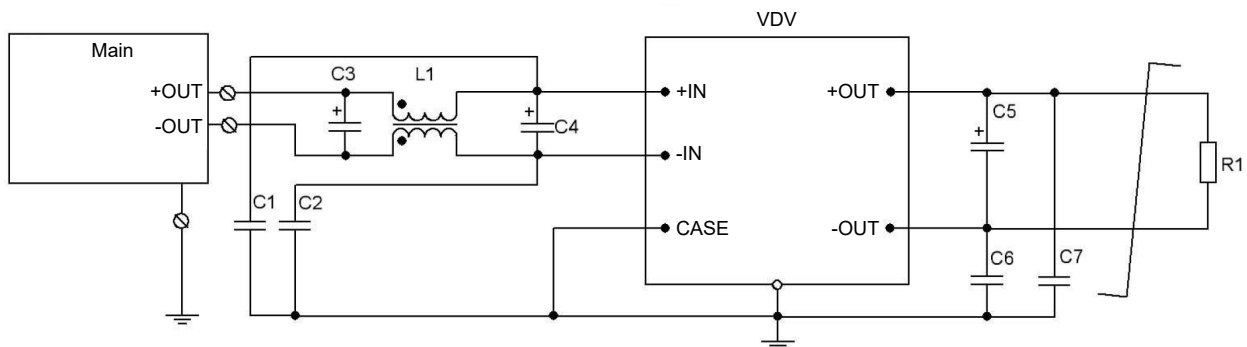 VDV
Main
C3
L1
+OUT
+
+
C4
+IN
+OUT
C5
-OUT
-IN
+
R1
C1
C2
CASE
-OUT
C6
C7